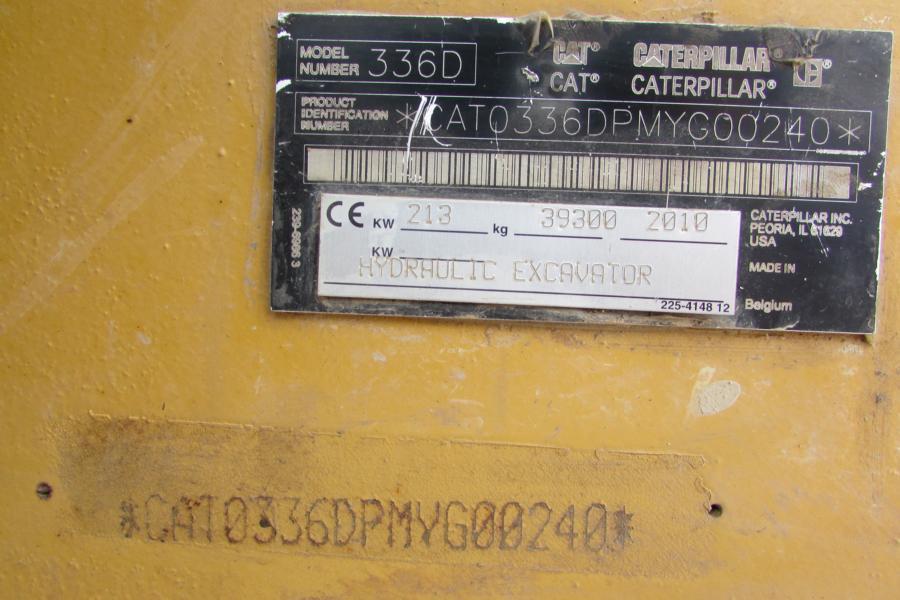 MODEL NUMBER 336D
CAT® CATERPILLAR ®
CAT® CATERPILLAR®
PRODUCT IDENTIFICATION NUMBER *CAT0336DPMYG00240*
CE KW 213 kg 39300 2010
KW
HYDRAULIC EXCAVATOR
225-4148 12
CATERPILLAR INC.
PEORIA, IL 61629
USA
MADE IN
Belgium
*CAT0336DPMYG00240*